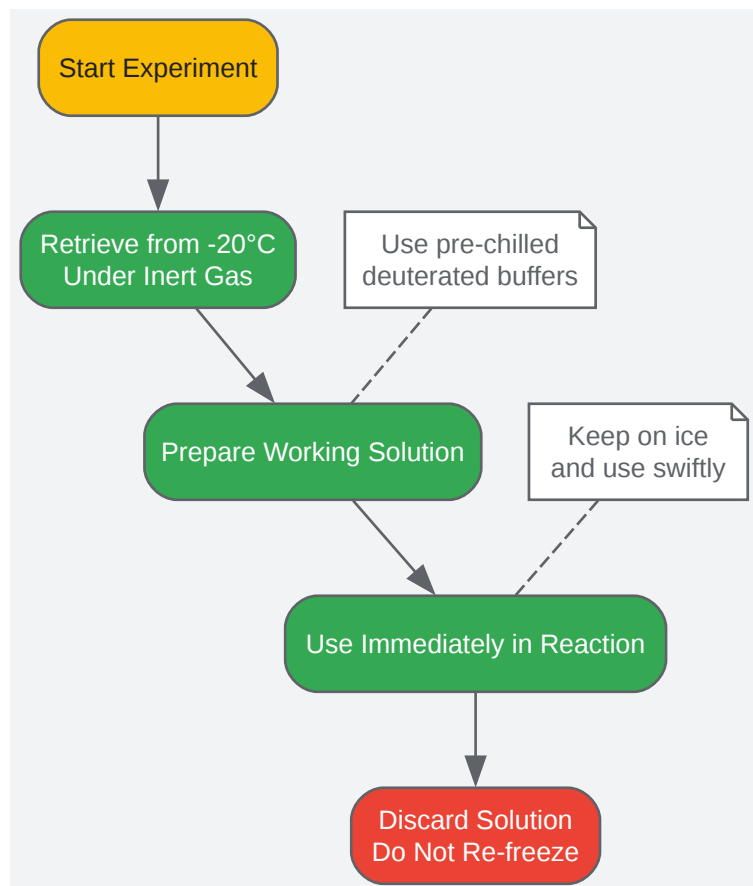 Start Experiment
Retrieve from -20°C
Under Inert Gas
Use pre-chilled
deuterated buffers
Prepare Working Solution
Keep on ice
and use swiftly
Use Immediately in Reaction
Discard Solution
Do Not Re-freeze